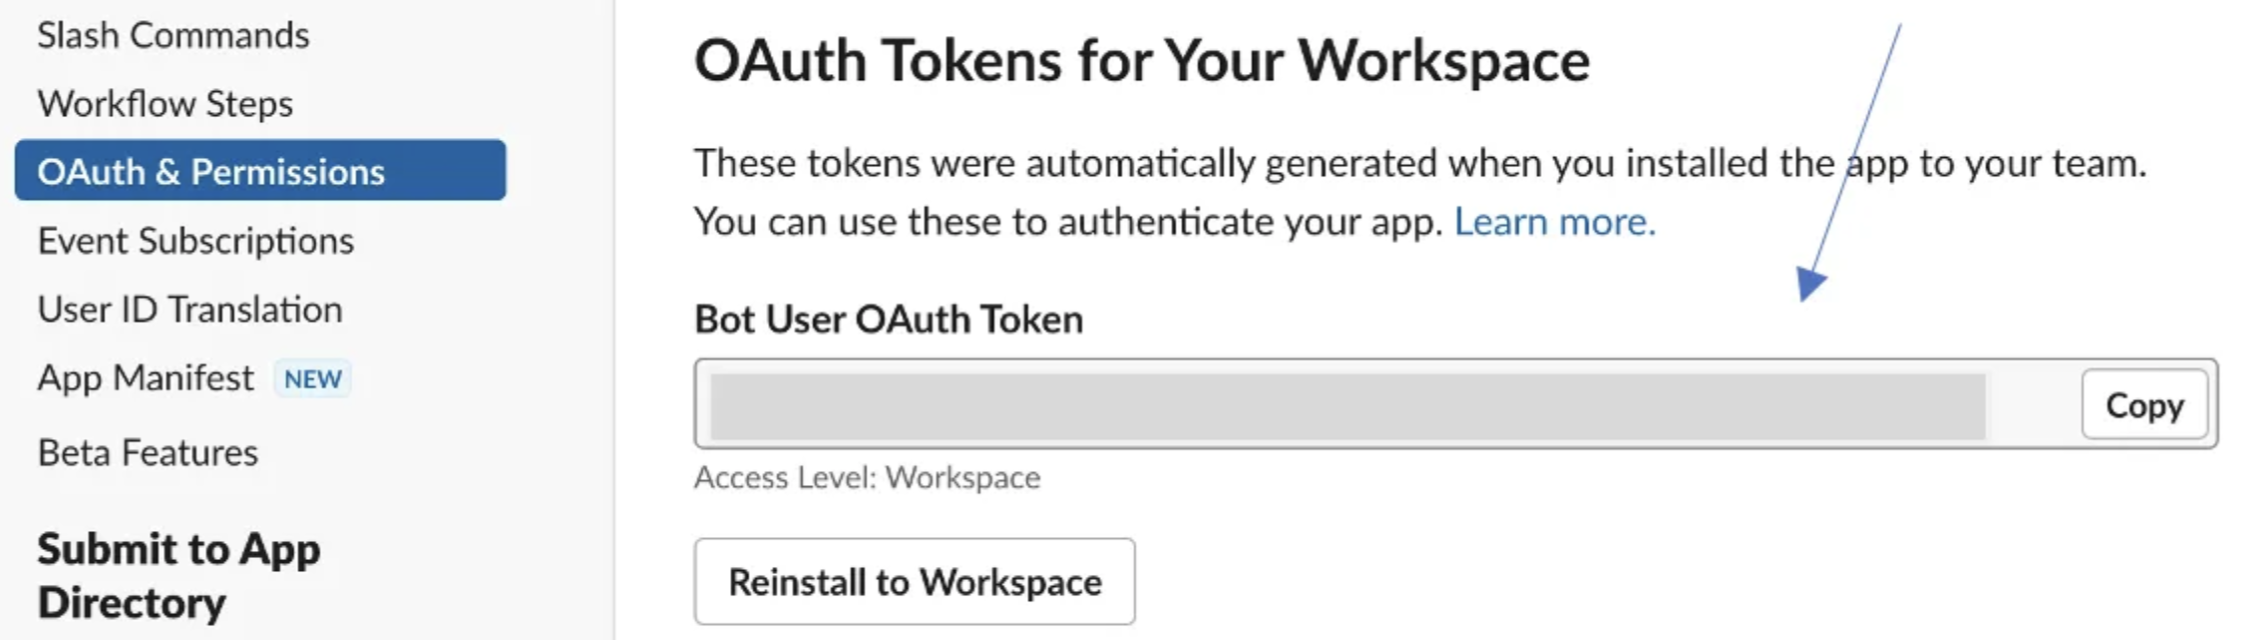 Slash Commands
Workflow Steps
OAuth & Permissions
Event Subscriptions
User ID Translation
App Manifest NEW
Beta Features
Submit to App
Directory
OAuth Tokens for Your Workspace
These tokens were automatically generated when you installed the app to your team.
You can use these to authenticate your app. Learn more.
Bot User OAuth Token
Copy
Access Level: Workspace
Reinstall to Workspace